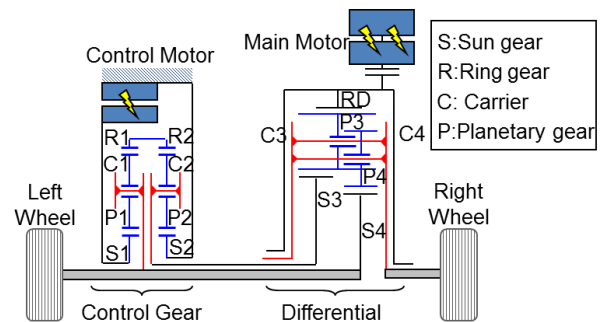 Control Motor
Main Motor
S:Sun gear
R:Ring gear
C: Carrier
P:Planetary gear
RD
R1
R2
C3
P3
C4
C1
C2
P4
Left
Wheel
Right
Wheel
P1
P2
S3
S4
S1
S2
Control Gear
Differential